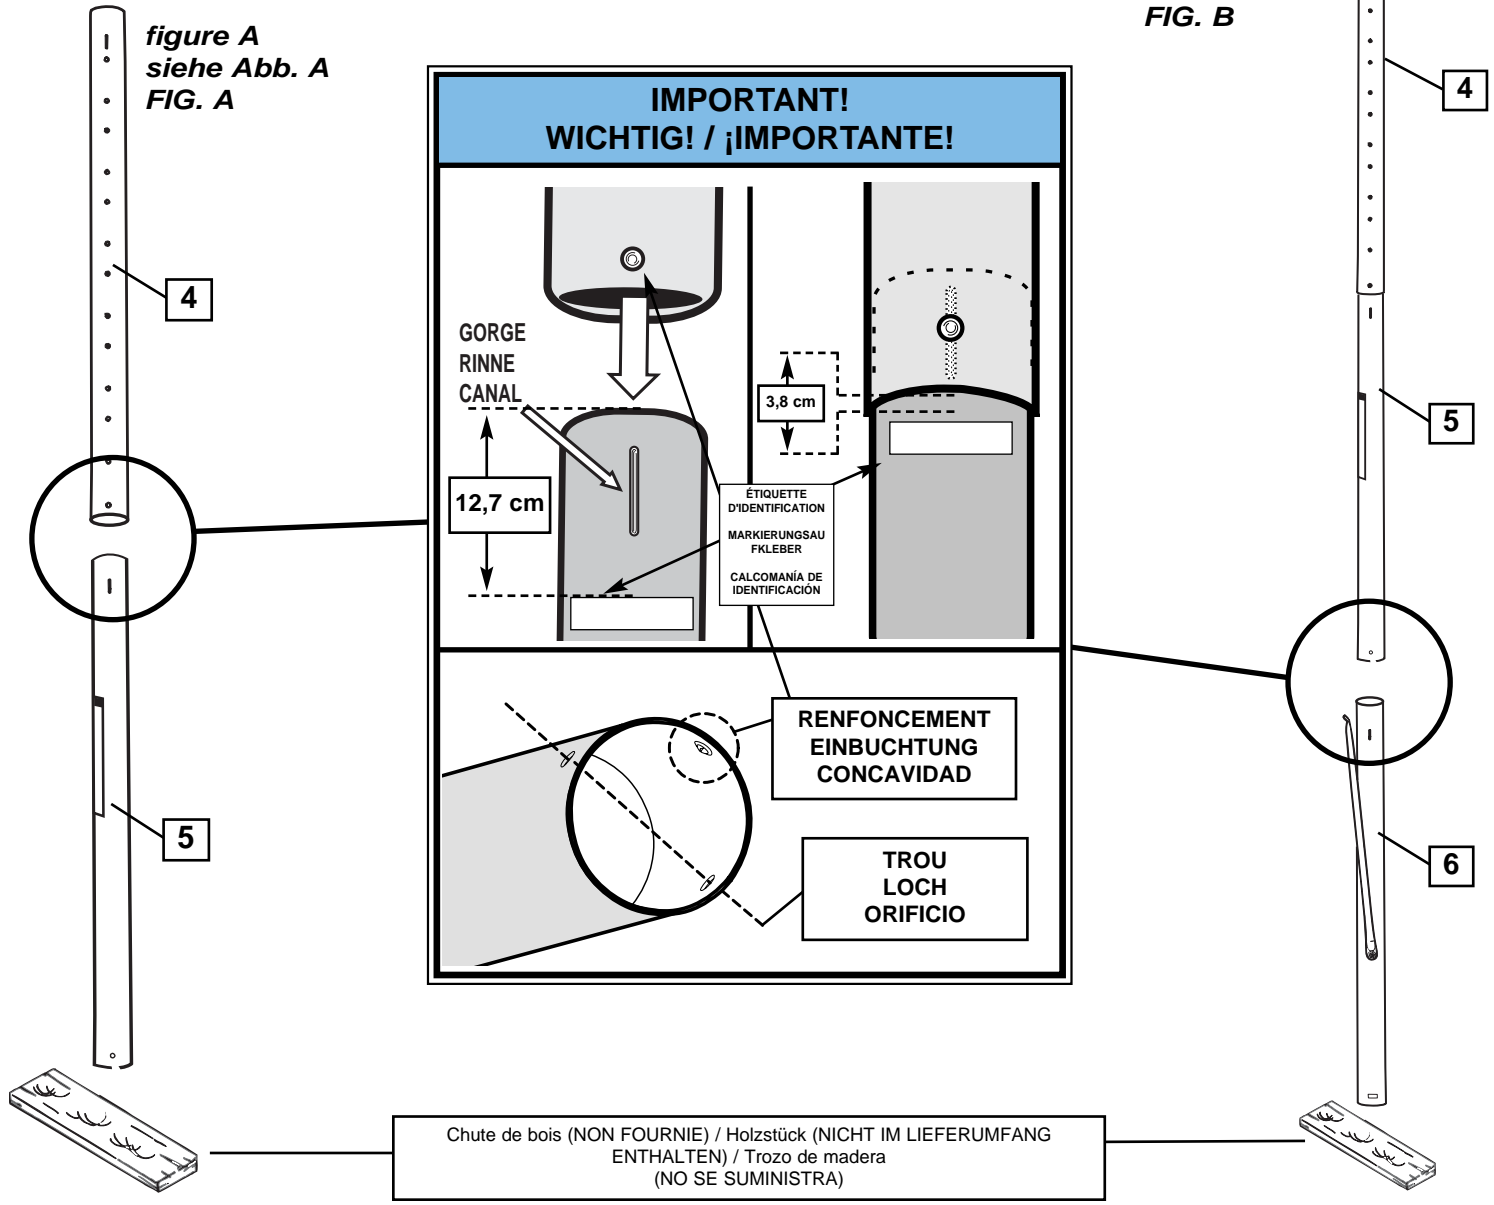 figure A
siehe Abb. A
FIG. A
FIG. B
4
4
5
5
6
IMPORTANT!
WICHTIG! / ¡IMPORTANTE!
GORGE
RINNE
CANAL
12,7 cm
3,8 cm
ÉTIQUETTE
D'IDENTIFICATION
MARKIERUNGSAU
FKLEBER
CALCOMANÍA DE
IDENTIFICACIÓN
RENFONCEMENT
EINBUCHTUNG
CONCAVIDAD
TROU
LOCH
ORIFICIO
Chute de bois (NON FOURNIE) / Holzstück (NICHT IM LIEFERUMFANG
ENTHALTEN) / Trozo de madera
(NO SE SUMINISTRA)